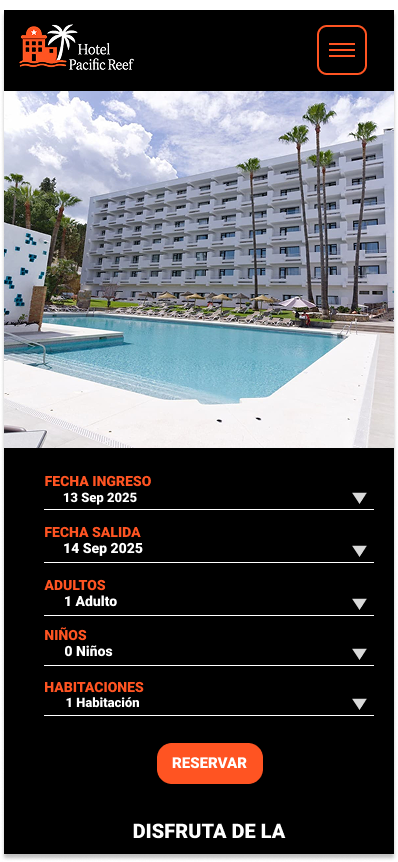 Hotel
Pacific Reef
FECHA INGRESO
13 Sep 2025
FECHA SALIDA
14 Sep 2025
ADULTOS
1 Adulto
NIÑOS
0 Niños
HABITACIONES
1 Habitación
RESERVAR
DISFRUTA DE LA